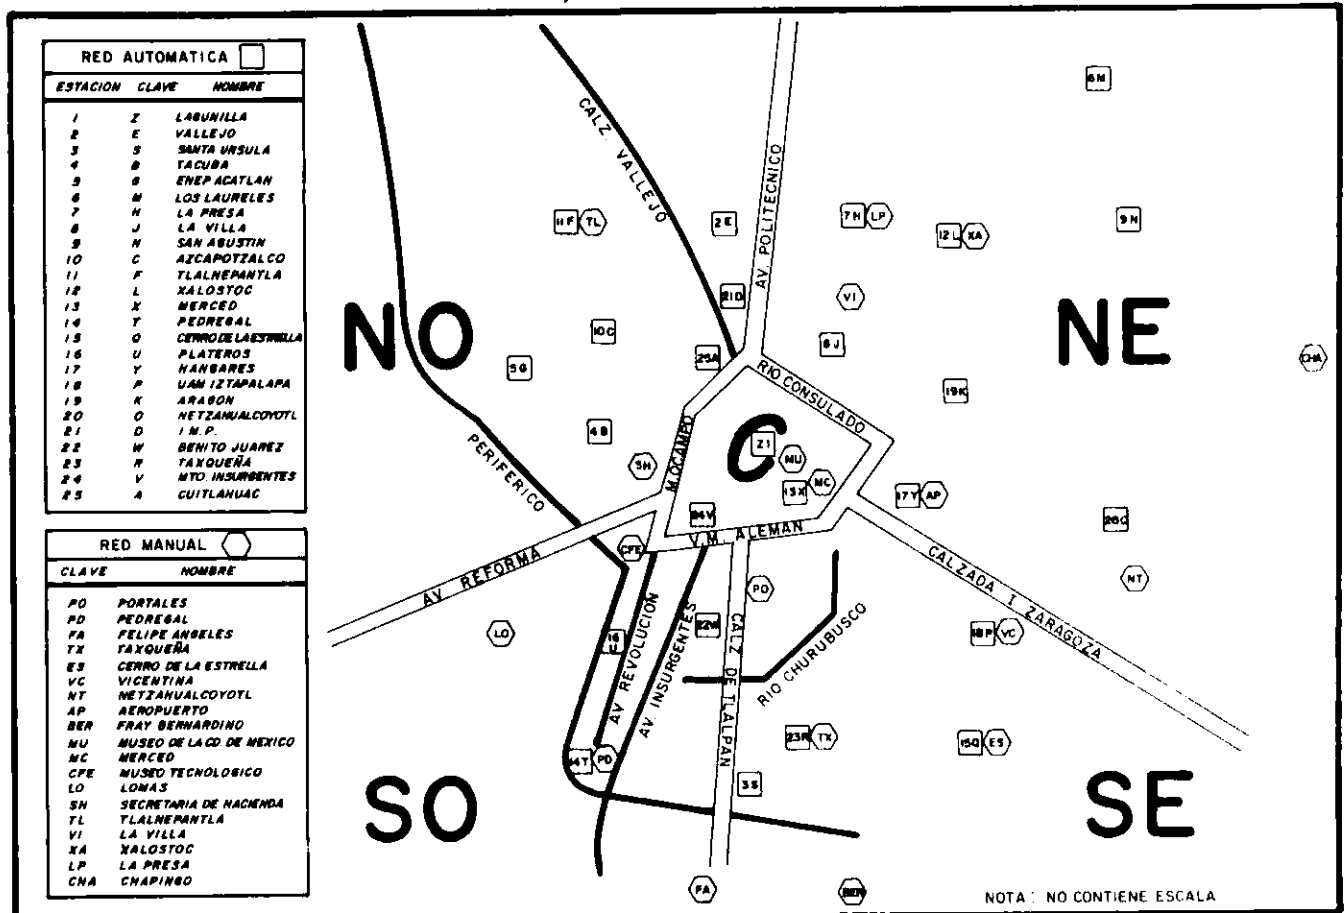 RED AUTOMATICA
ESTACION CLAVE NOMBRE
1 Z LAGUNILLA
2 E VALLEJO
3 S SANTA URSULA
4 B TACUBA
5 G ENEP ACATLAN
6 M LOS LAURELES
7 H LA PRESA
8 J LA VILLA
9 N SAN AGUSTIN
10 C AZCAPOTZALCO
11 F TLALNEPANTLA
12 L XALOSTOC
13 X MERCED
14 T PEDREGAL
15 Q CERRO DE LA ESTRELLA
16 U PLATEROS
17 Y HANGARES
18 P UAM IZTAPALAPA
19 K ARAGON
20 O NETZAHUALCOYOTL
21 D I.M.P.
22 W BENITO JUAREZ
23 R TAXQUEÑA
24 V MTO. INSURGENTES
25 A CUITLAHUAC
RED MANUAL
CLAVE NOMBRE
PO PORTALES
PD PEDREGAL
FA FELIPE ANGELES
TX TAXQUEÑA
ES CERRO DE LA ESTRELLA
VC VICENTINA
NT NETZAHUALCOYOTL
AP AEROPUERTO
BER FRAY BERNARDINO
MU MUSEO DE LA CD. DE MEXICO
MC MERCED
CFE MUSEO TECNOLOGICO
LO LOMAS
SH SECRETARIA DE HACIENDA
TL TLALNEPANTLA
VI LA VILLA
XA XALOSTOC
LP LA PRESA
CHA CHAPINGO
6M
CALZ. VALLEJO
AV. POLITECNICO
11F TL
2E
7H LP
12L XA
9N
21D
VI
NO
NE
10C
25A
8J
5G
CHA
RIO CONSULADO
19K
4B
M. OCAMPO
C
Z1
MU
PERIFERICO
SH
13X MC
17Y AP
24V
V.M. ALEMAN
CFE
AV REFORMA
CALZADA I ZARAGOZA
NT
PO
LO
16U
AV REVOLUCION
AV. INSURGENTES
22W
CALZ DE TLALPAN
RIO CHURUBUSCO
18P VC
23R TX
15Q ES
14T PD
3S
SO
SE
FA
BER
NOTA: NO CONTIENE ESCALA